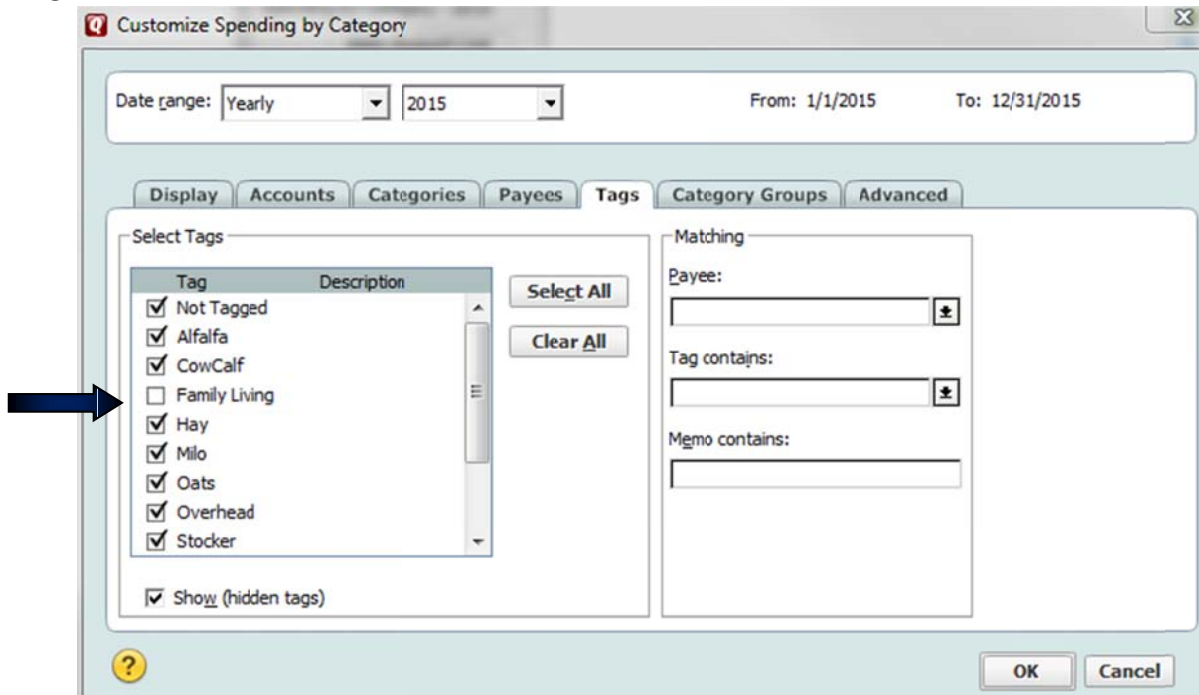 Customize Spending by Category
Date range: Yearly 2015 From: 1/1/2015 To: 12/31/2015
Display Accounts Categories Payees Tags Category Groups Advanced
Select Tags
Tag Description
Not Tagged
Alfalfa
CowCalf
Family Living
Hay
Milo
Oats
Overhead
Stocker
Select All
Clear All
Show (hidden tags)
Matching
Payee:
Tag contains:
Memo contains:
?
OK Cancel